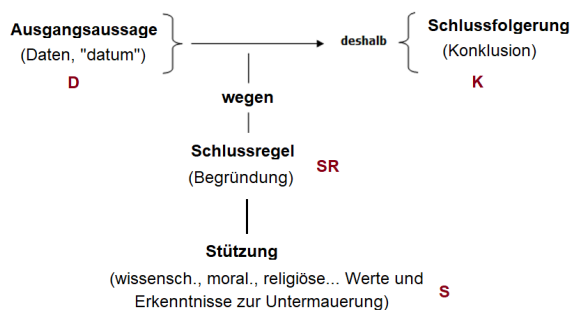 Ausgangsaussage
(Daten, "datum")
D
deshalb
Schlussfolgerung
(Konklusion)
K
wegen
Schlussregel
(Begründung)
SR
Stützung
(wissensch., moral., religiöse... Werte und
Erkenntnisse zur Untermauerung)
S